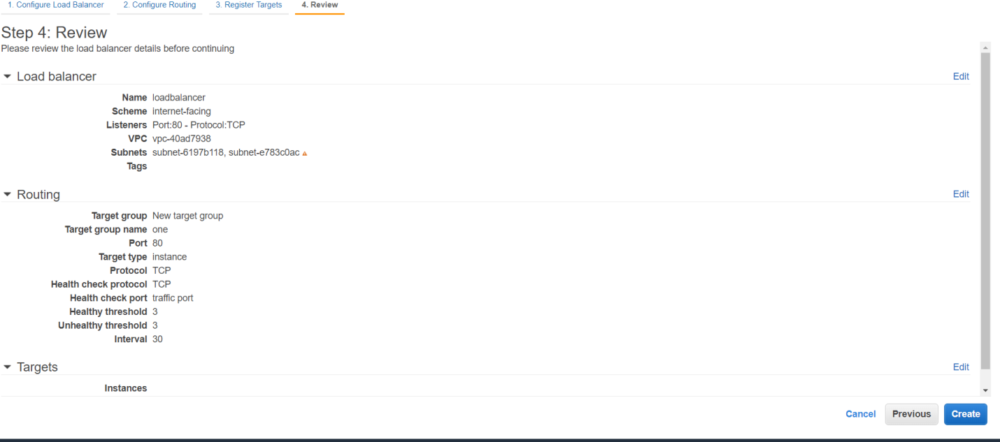 1. Configure Load Balancer 2. Configure Routing 3. Register Targets 4. Review
Step 4: Review
Please review the load balancer details before continuing
Load balancer Edit
Name loadbalancer
Scheme internet-facing
Listeners Port:80 - Protocol:TCP
VPC vpc-40ad7938
Subnets subnet-6197b118, subnet-e783c0ac
Tags
Routing Edit
Target group New target group
Target group name one
Port 80
Target type instance
Protocol TCP
Health check protocol TCP
Health check port traffic port
Healthy threshold 3
Unhealthy threshold 3
Interval 30
Targets Edit
Instances
Cancel Previous Create